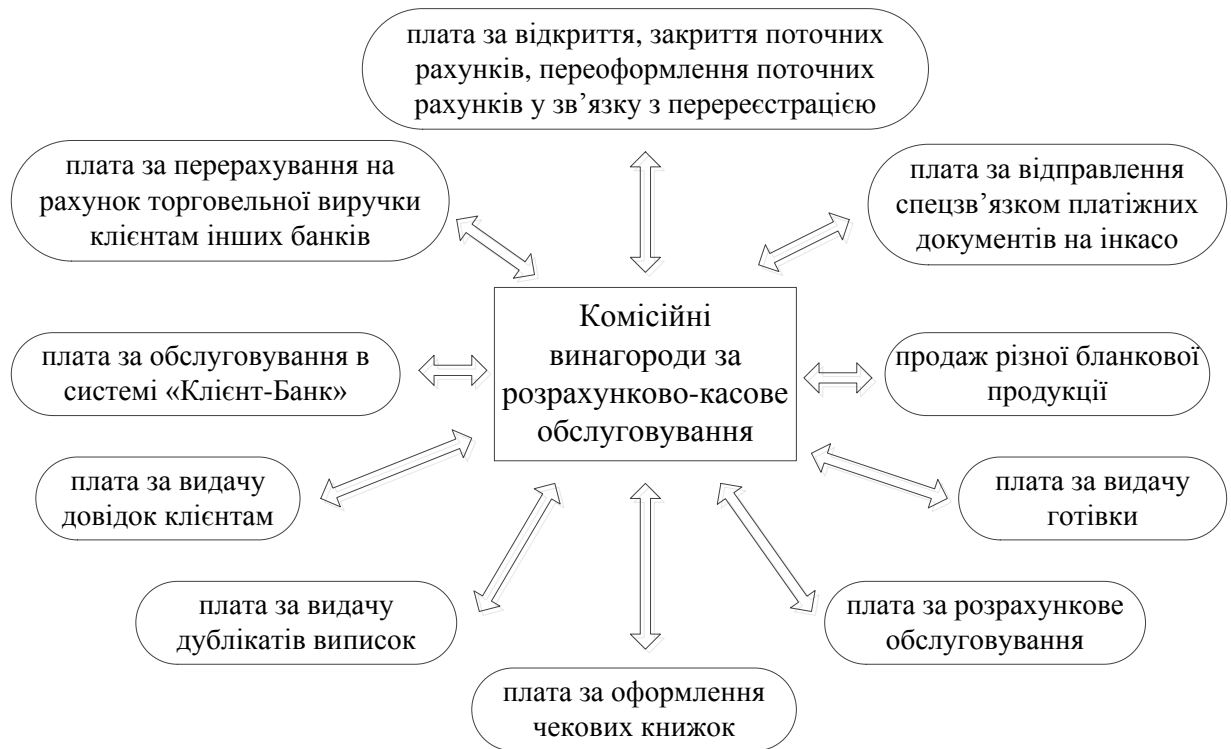 плата за відкриття, закриття поточних
рахунків, переоформлення поточних
рахунків у зв’язку з перереєстрацією
плата за перерахування на
рахунок торговельної виручки
клієнтам інших банків
плата за відправлення
спецзв’язком платіжних
документів на інкасо
Комісійні
винагороди за
розрахунково-касове
обслуговування
плата за обслуговування в
системі «Клієнт-Банк»
продаж різної бланкової
продукції
плата за видачу
довідок клієнтам
плата за видачу
готівки
плата за видачу
дублікатів виписок
плата за розрахункове
обслуговування
плата за оформлення
чекових книжок